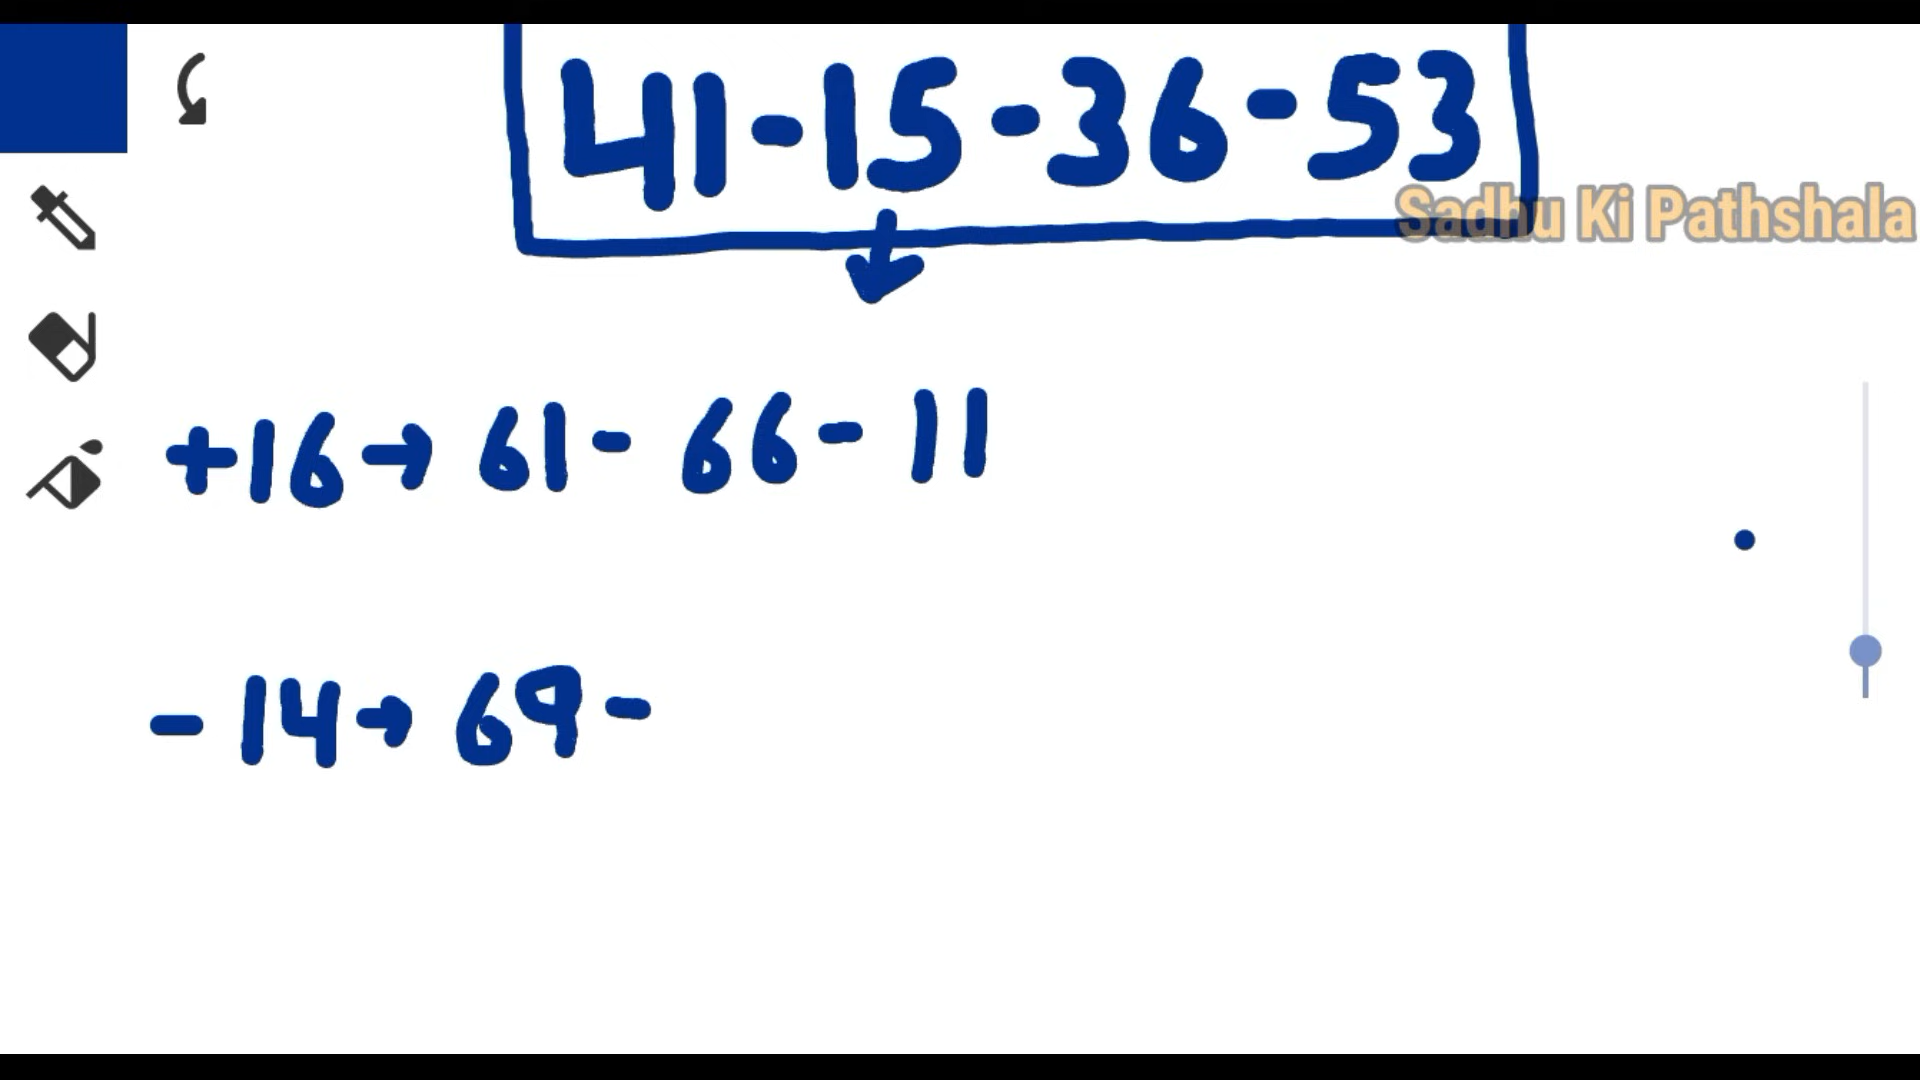 41-15-36-53
Sadhu Ki Pathshala
+16→ 61- 66- 11
- 14→ 69 -